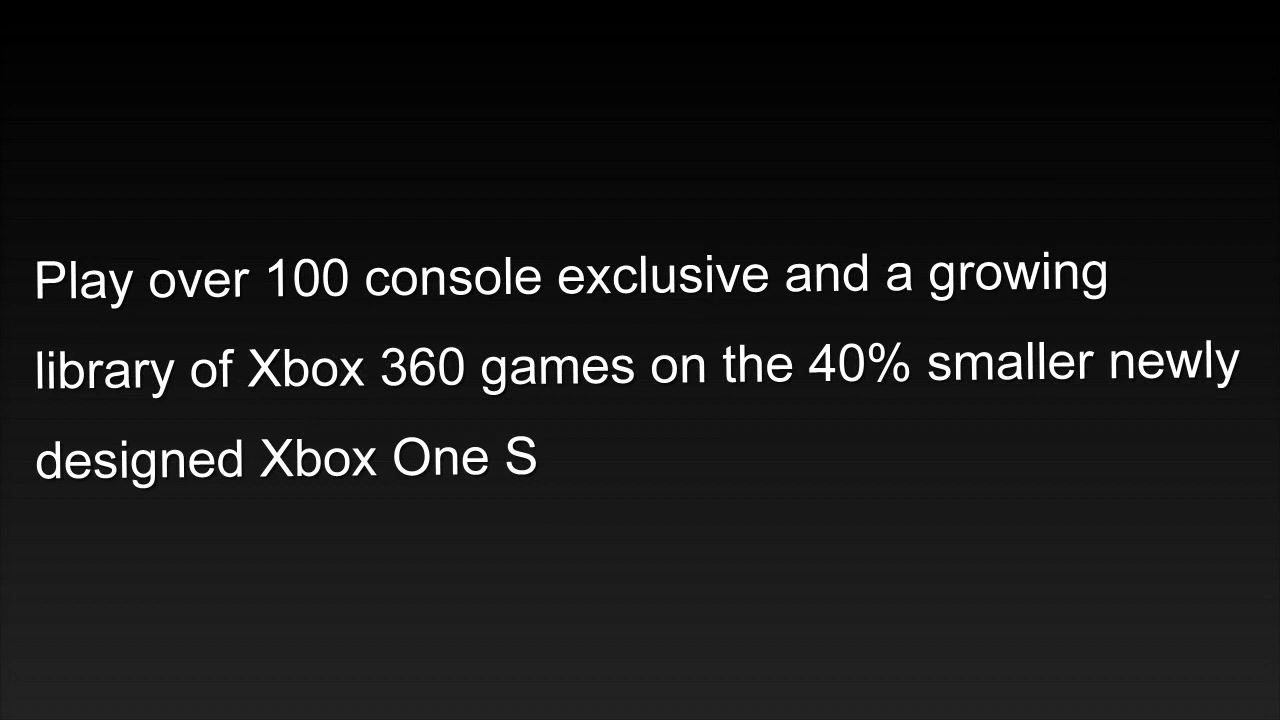 Play over 100 console exclusive and a growing
library of Xbox 360 games on the 40% smaller newly
designed Xbox One S